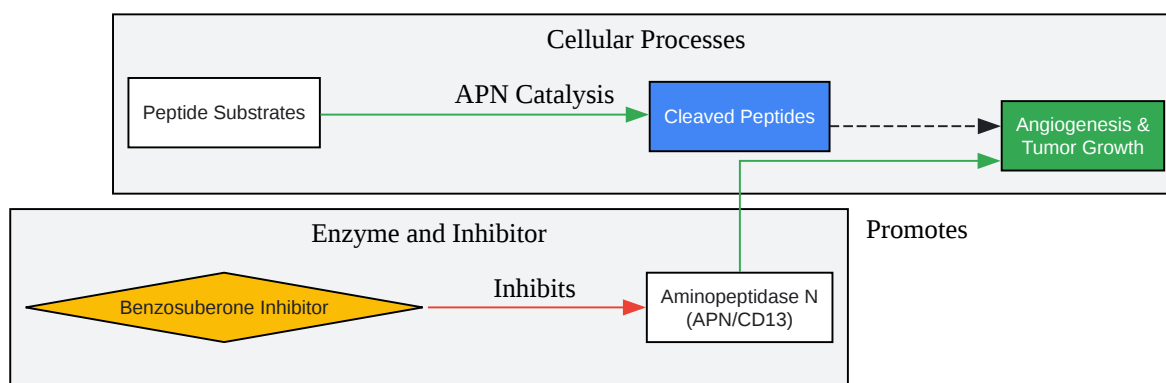 Cellular Processes
Peptide Substrates
APN Catalysis
Cleaved Peptides
Angiogenesis &
Tumor Growth
Promotes
Enzyme and Inhibitor
Benzosuberone Inhibitor
Inhibits
Aminopeptidase N
(APN/CD13)